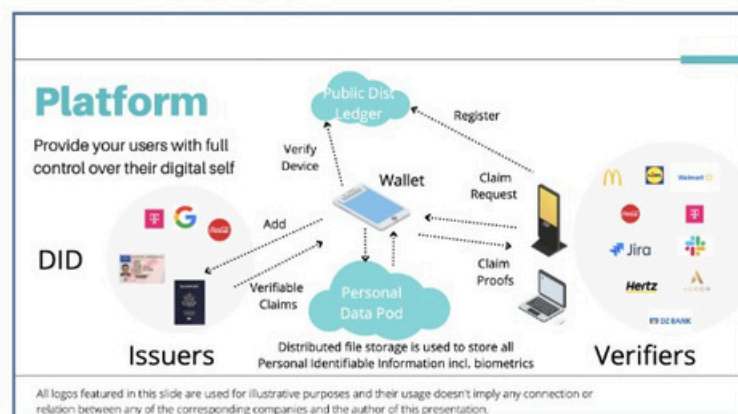 Platform
Provide your users with full
control over their digital self
Public Dist
Ledger
Register
Verify
Device
Wallet
Claim
Request
Add
DID
Verifiable
Claims
Personal
Data Pod
Claim
Proofs
Walmart
Jira
Hertz
ACCOR
DZ BANK
Issuers
Distributed file storage is used to store all
Personal Identifiable Information incl. biometrics
Verifiers
All logos featured in this slide are used for illustrative purposes and their usage doesn't imply any connection or
relation between any of the corresponding companies and the author of this presentation.